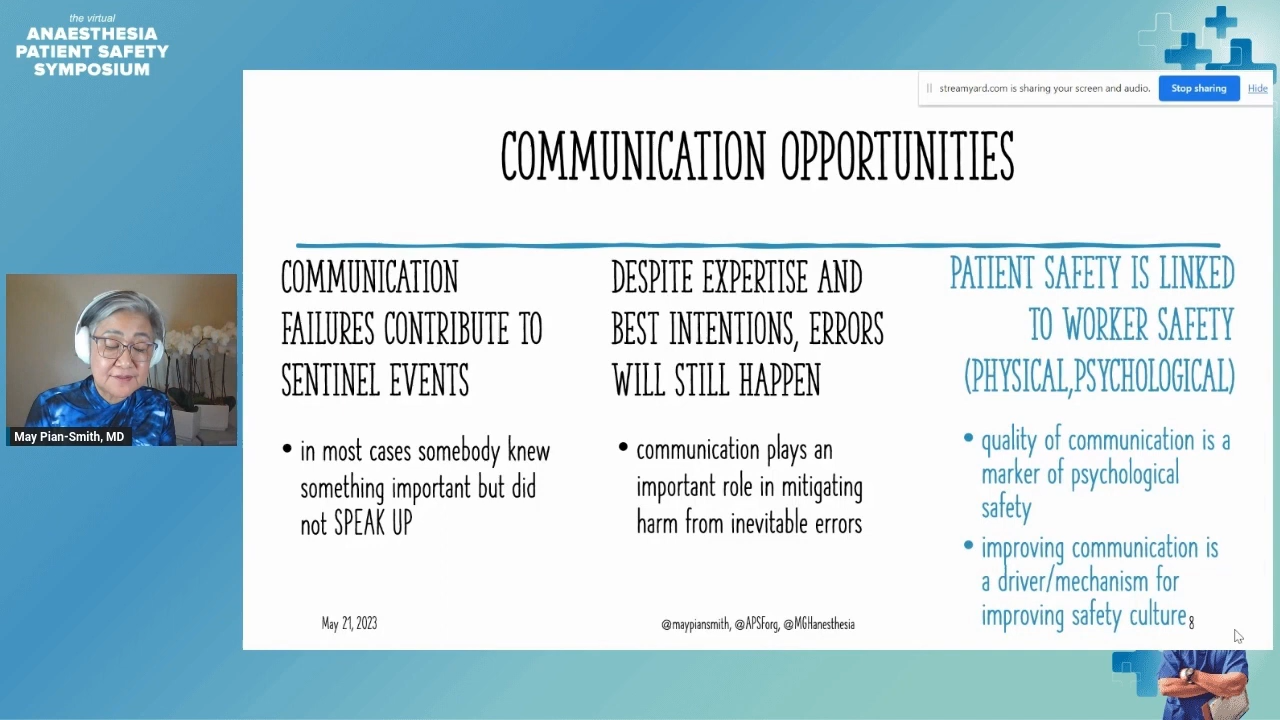 the virtual
ANAESTHESIA
PATIENT SAFETY
SYMPOSIUM
streamyard.com is sharing your screen and audio.
Stop sharing
Hide
COMMUNICATION OPPORTUNITIES
COMMUNICATION
FAILURES CONTRIBUTE TO
SENTINEL EVENTS
• in most cases somebody knew
something important but did
not SPEAK UP
DESPITE EXPERTISE AND
BEST INTENTIONS, ERRORS
WILL STILL HAPPEN
• communication plays an
important role in mitigating
harm from inevitable errors
PATIENT SAFETY IS LINKED
TO WORKER SAFETY
(PHYSICAL,PSYCHOLOGICAL)
• quality of communication is a
marker of psychological
safety
• improving communication is
a driver/mechanism for
improving safety culture
May Pian-Smith, MD
May 21, 2023
@maypiansmith, @APSForg, @MGHanesthesia
8